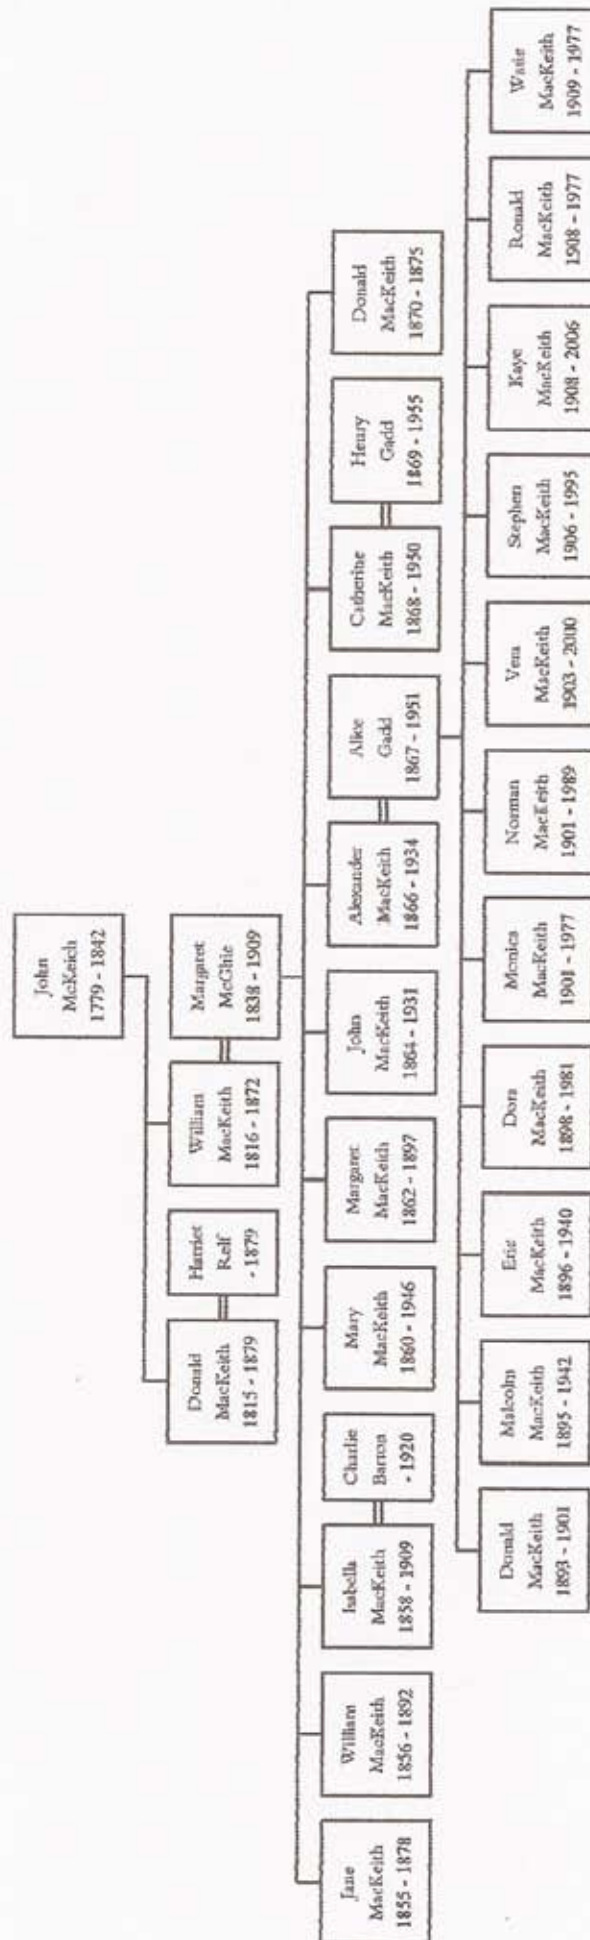 John
McKeich
1779 - 1842
Donald
MacKeith
1815 - 1879
Harriet
Relf
- 1879
William
MacKeith
1816 - 1872
Margaret
McGhie
1838 - 1909
Jane
MacKeith
1855 - 1878
William
MacKeith
1856 - 1892
Isabella
MacKeith
1858 - 1909
Charlie
Barron
- 1920
Mary
MacKeith
1860 - 1946
Margaret
MacKeith
1862 - 1897
John
MacKeith
1864 - 1931
Alexander
MacKeith
1866 - 1934
Alice
Gadd
1867 - 1951
Catherine
MacKeith
1868 - 1950
Henry
Gadd
1869 - 1955
Donald
MacKeith
1870 - 1875
Donald
MacKeith
1893 - 1901
Malcolm
MacKeith
1895 - 1942
Eric
MacKeith
1896 - 1940
Dora
MacKeith
1898 - 1981
Monica
MacKeith
1901 - 1977
Norman
MacKeith
1901 - 1989
Vera
MacKeith
1903 - 2000
Stephen
MacKeith
1906 - 1995
Kaye
MacKeith
1908 - 2006
Ronald
MacKeith
1908 - 1977
MacKeith
1909 - 1977